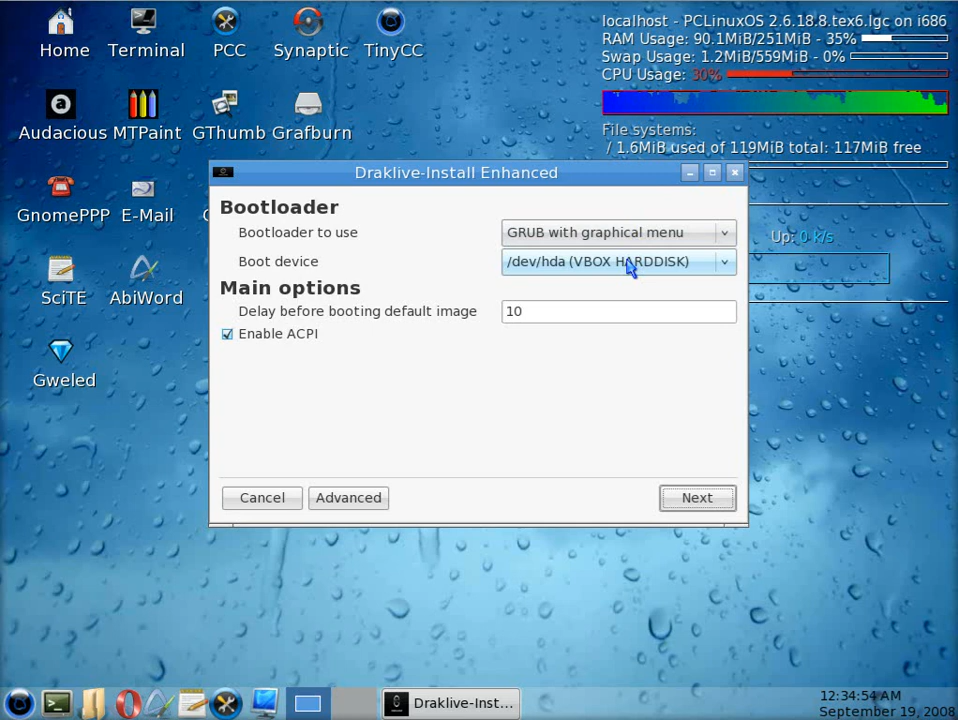 localhost - PCLinuxOS 2.6.18.8.tex6.lgc on i686
RAM Usage: 90.1MiB/251MiB - 35%
Swap Usage: 1.2MiB/559MiB - 0%
CPU Usage: 30%
File systems:
/ 1.6MiB used of 119MiB total: 117MiB free
Up: 0 k/s
Home Terminal PCC Synaptic TinyCC
Audacious MTPaint GThumb Grafburn
GnomePPP E-Mail
SciTE AbiWord
Gweled
Draklive-Install Enhanced
Bootloader
Bootloader to use GRUB with graphical menu
Boot device /dev/hda (VBOX HARDDISK)
Main options
Delay before booting default image 10
Enable ACPI
Cancel Advanced Next
Draklive-Inst...
12:34:54 AM
September 19, 2008